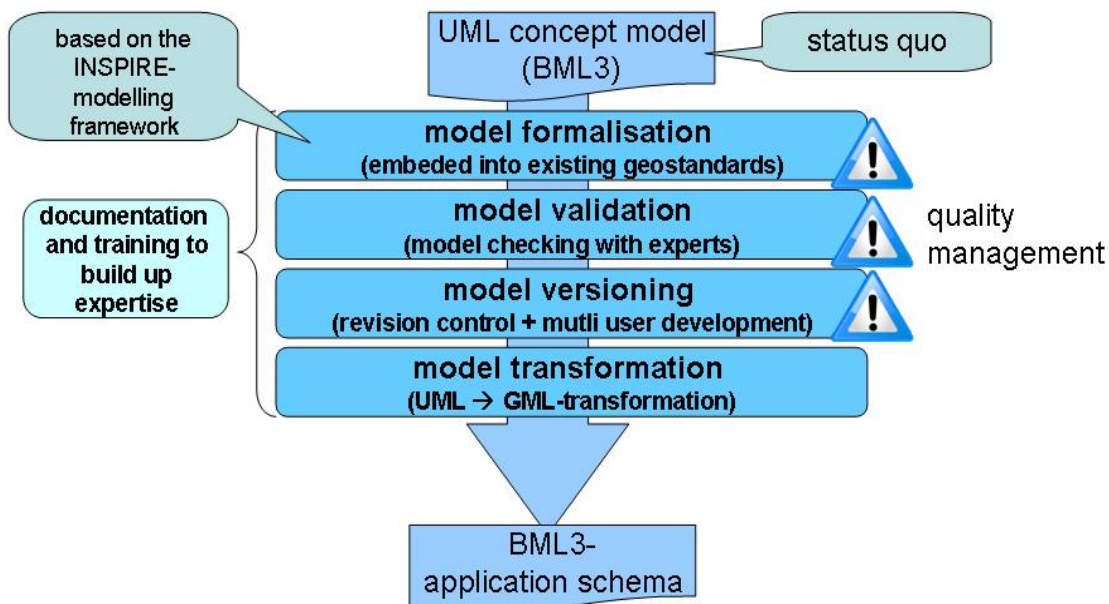 based on the
INSPIRE-
modelling
framework
UML concept model
(BML3)
status quo
model formalisation
(embeded into existing geostandards)
model validation
(model checking with experts)
model versioning
(revision control + mutli user development)
model transformation
(UML → GML-transformation)
documentation
and training to
build up
expertise
quality
management
BML3-
application schema